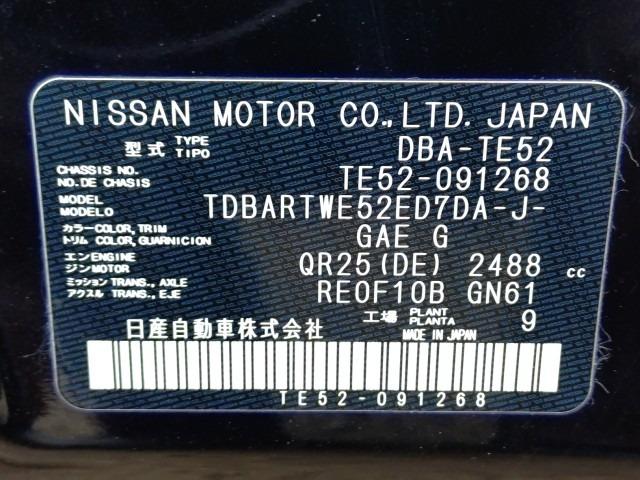 NISSAN MOTOR CO.,LTD. JAPAN
型式 TYPE TIPO DBA-TE52
CHASSIS NO. NO. DE CHASIS TE52-091268
MODEL MODELO TDBARTWE52ED7DA-J-
カラー COLOR, TRIM トリム COLOR, GUARNICION GAE G
エンENGINE ジンMOTOR QR25(DE) 2488 cc
ミッション TRANS., AXLE アクスル TRANS., EJE RE0F10B GN61
工場 PLANT PLANTA 9
日産自動車株式会社 MADE IN JAPAN
TE52-091268